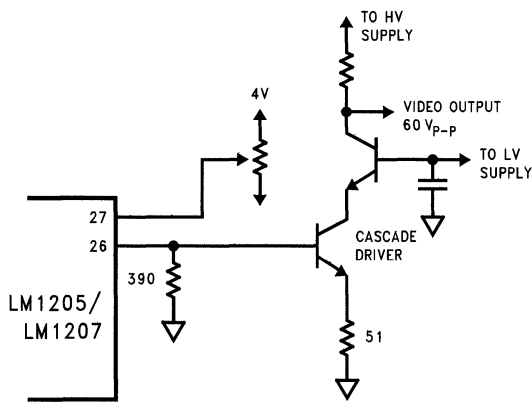 TO HV
SUPPLY
4V
VIDEO OUTPUT
60 VP-P
TO LV
SUPPLY
27
26
CASCADE
DRIVER
390
LM1205/
LM1207
51